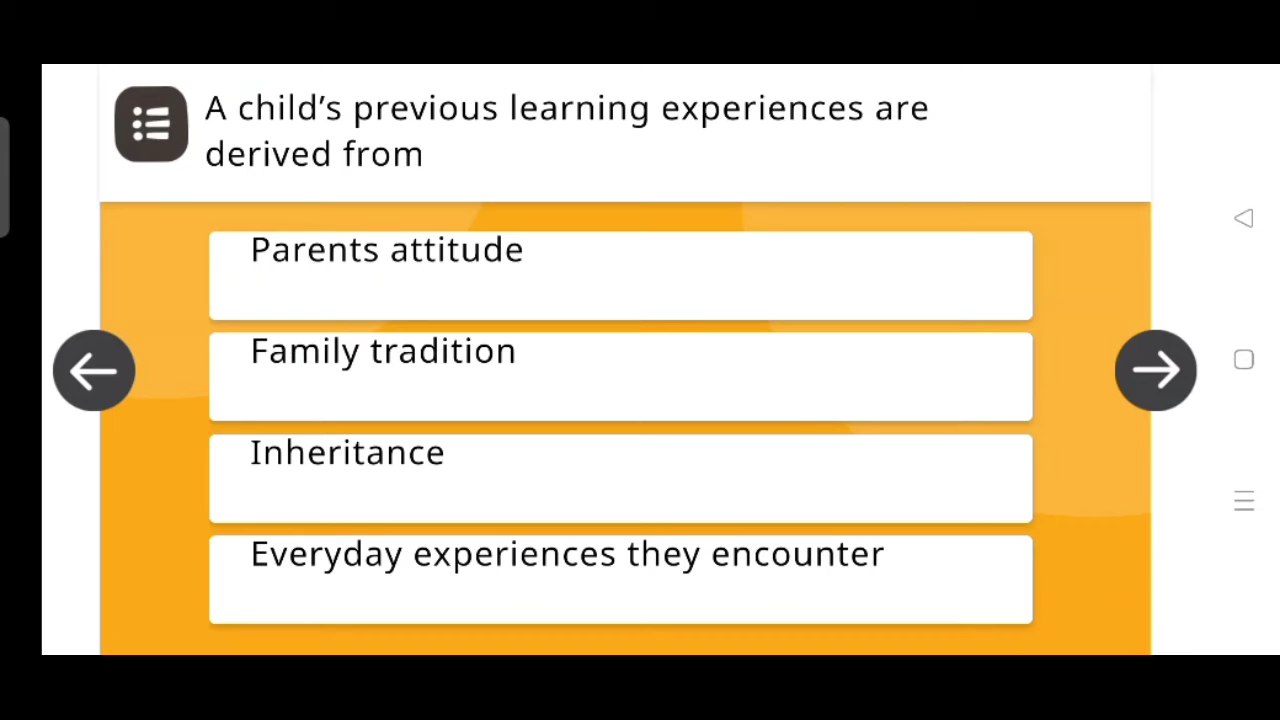 A child’s previous learning experiences are
derived from
Parents attitude
Family tradition
Inheritance
Everyday experiences they encounter